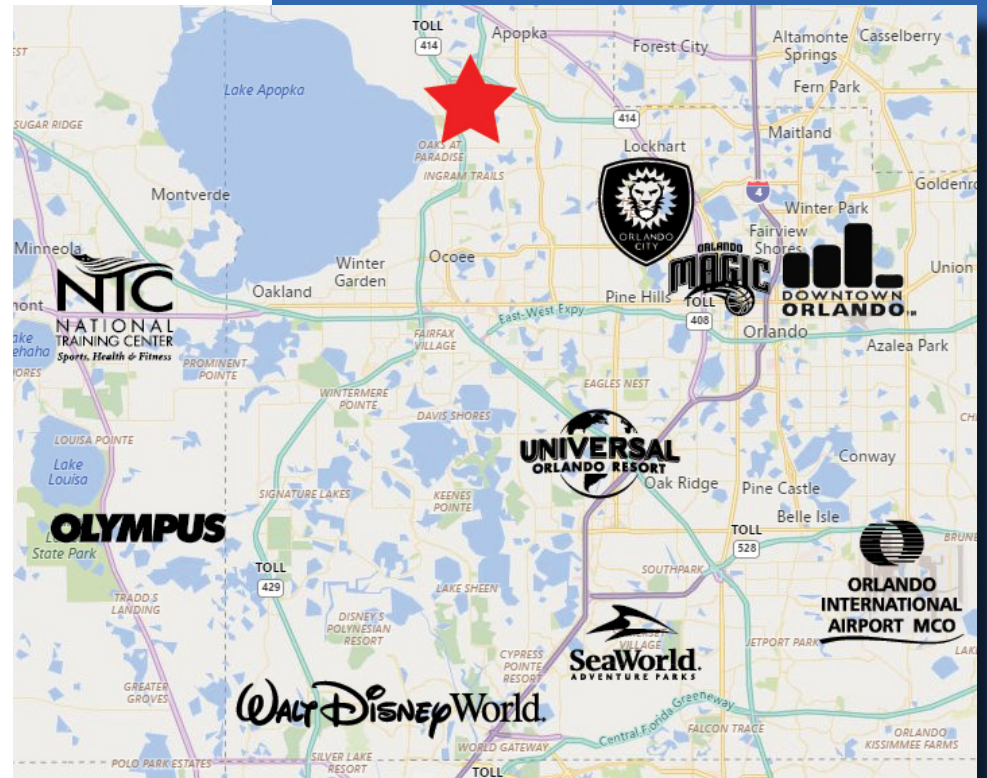 TOLL
414
Apopka
Forest City
Altamonte
Springs
Casselberry
Fern Park
Lake Apopka
SUGAR RIDGE
OAKS AT
PARADISE
INGRAM TRAILS
414
Lockhart
Maitland
Montverde
4
Winter Park
ORLANDO
CITY
Fairview
Shores
Minneola
NTC
NATIONAL
TRAINING CENTER
Sports, Health & Fitness
Winter
Garden
Ocoee
Oakland
ORLANDO
MAGIC
DOWNTOWN
ORLANDO
Union
Pine Hills
TOLL
408
East-West Expy
Orlando
Azalea Park
FAIRFAX
VILLAGE
PROMINENT
POINTE
WINTERMERE
POINTE
EAGLES NEST
DAVIS SHORES
LOUISA POINTE
Lake
Louisa
UNIVERSAL
ORLANDO RESORT
Conway
Oak Ridge
Pine Castle
Belle Isle
SIGNATURE LAKES
KEENES
POINTE
OLYMPUS
State Park
TOLL
528
TOLL
429
SOUTHPARK
LAKE SHEEN
TRADD'S
LANDING
DISNEY'S
POLYNESIAN
RESORT
ORLANDO
INTERNATIONAL
AIRPORT MCO
VILLAGE
JETPORT PARK
CYPRESS
POINTE
RESORT
SeaWorld.
ADVENTURE PARKS
GREATER
GROVES
WALT DISNEY World.
Central Florida Greeneway
FALCON TRACE
ORLANDO
KISSIMMEE FARMS
WORLD GATEWAY
POLO PARK ESTATES
SILVER LAKE
RESORT
TOLL